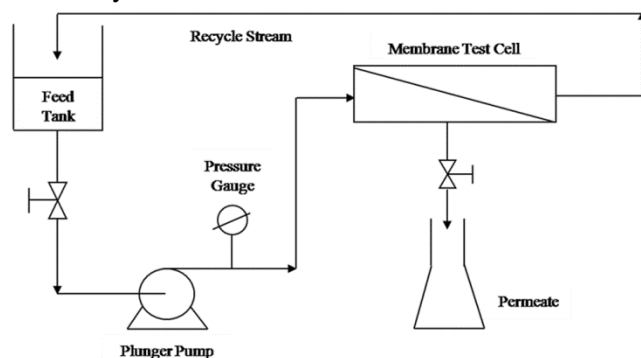 Recycle Stream
Membrane Test Cell
Feed
Tank
Pressure
Gauge
Permeate
Plunger Pump